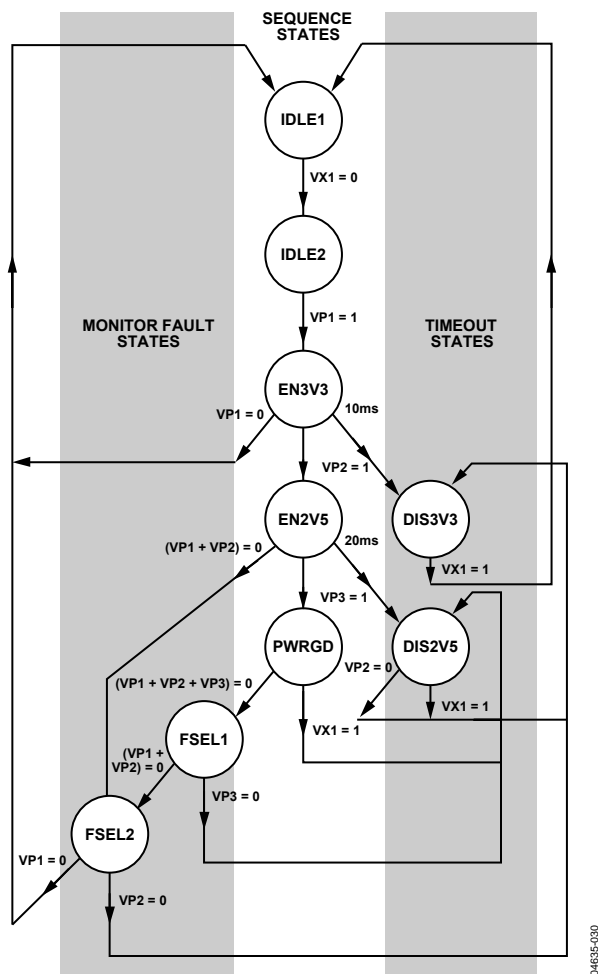 SEQUENCE
STATES
IDLE1
VX1 = 0
IDLE2
VP1 = 1
MONITOR FAULT
STATES
TIMEOUT
STATES
EN3V3
VP1 = 0
10ms
VP2 = 1
EN2V5
DIS3V3
(VP1 + VP2) = 0
20ms
VX1 = 1
VP3 = 1
PWRGD
DIS2V5
VP2 = 0
(VP1 + VP2 + VP3) = 0
VX1 = 1
VX1 = 1
FSEL1
(VP1 +
VP2) = 0
VP3 = 0
FSEL2
VP1 = 0
VP2 = 0
04635-030